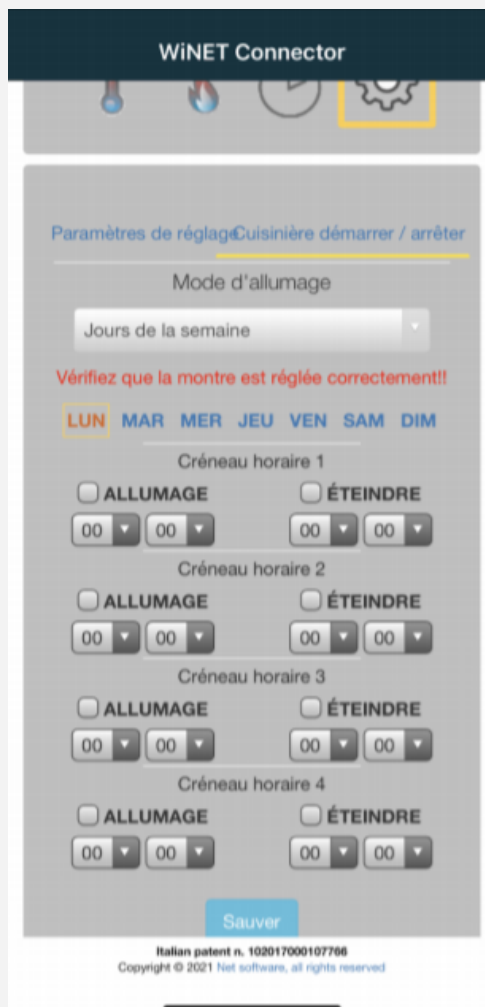 WiNET Connector
Paramètres de réglage Cuisinière démarrer / arrêter
Mode d'allumage
Jours de la semaine
Vérifiez que la montre est réglée correctement!!
LUN MAR MER JEU VEN SAM DIM
Créneau horaire 1
ALLUMAGE ÉTEINDRE
00 00 00 00
Créneau horaire 2
ALLUMAGE ÉTEINDRE
00 00 00 00
Créneau horaire 3
ALLUMAGE ÉTEINDRE
00 00 00 00
Créneau horaire 4
ALLUMAGE ÉTEINDRE
00 00 00 00
Sauver
Italian patent n. 102017000107766
Copyright © 2021 Net software, all rights reserved